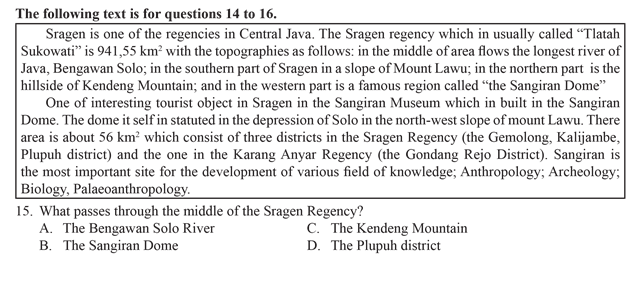 The following text is for questions 14 to 16.
Sragen is one of the regencies in Central Java. The Sragen regency which in usually called “Tlatah
Sukowati” is 941,55 km² with the topographies as follows: in the middle of area flows the longest river of
Java, Bengawan Solo; in the southern part of Sragen in a slope of Mount Lawu; in the northern part is the
hillside of Kendeng Mountain; and in the western part is a famous region called “the Sangiran Dome”
One of interesting tourist object in Sragen in the Sangiran Museum which in built in the Sangiran
Dome. The dome it self in statuted in the depression of Solo in the north-west slope of mount Lawu. There
area is about 56 km² which consist of three districts in the Sragen Regency (the Gemolong, Kalijambe,
Plupuh district) and the one in the Karang Anyar Regency (the Gondang Rejo District). Sangiran is
the most important site for the development of various field of knowledge; Anthropology; Archeology;
Biology, Palaeoanthropology.
15. What passes through the middle of the Sragen Regency?
A. The Bengawan Solo River C. The Kendeng Mountain
B. The Sangiran Dome D. The Plupuh district